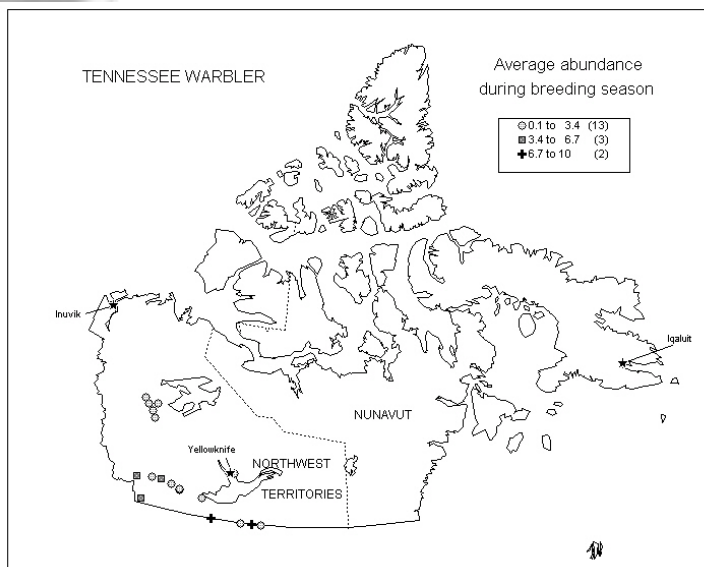 TENNESSEE WARBLER
Average abundance
during breeding season
0.1 to 3.4 (13)
3.4 to 6.7 (3)
6.7 to 10 (2)
Inuvik
Iqaluit
NUNAVUT
Yellowknife
NORTHWEST
TERRITORIES